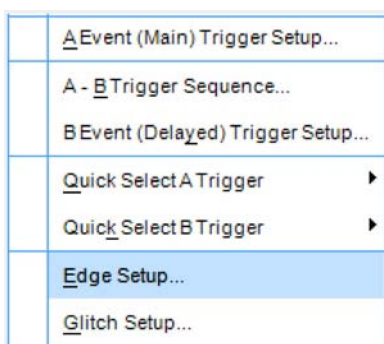 A Event (Main) Trigger Setup...
A - B Trigger Sequence...
B Event (Delayed) Trigger Setup...
Quick Select A Trigger
Quick Select B Trigger
Edge Setup...
Glitch Setup...